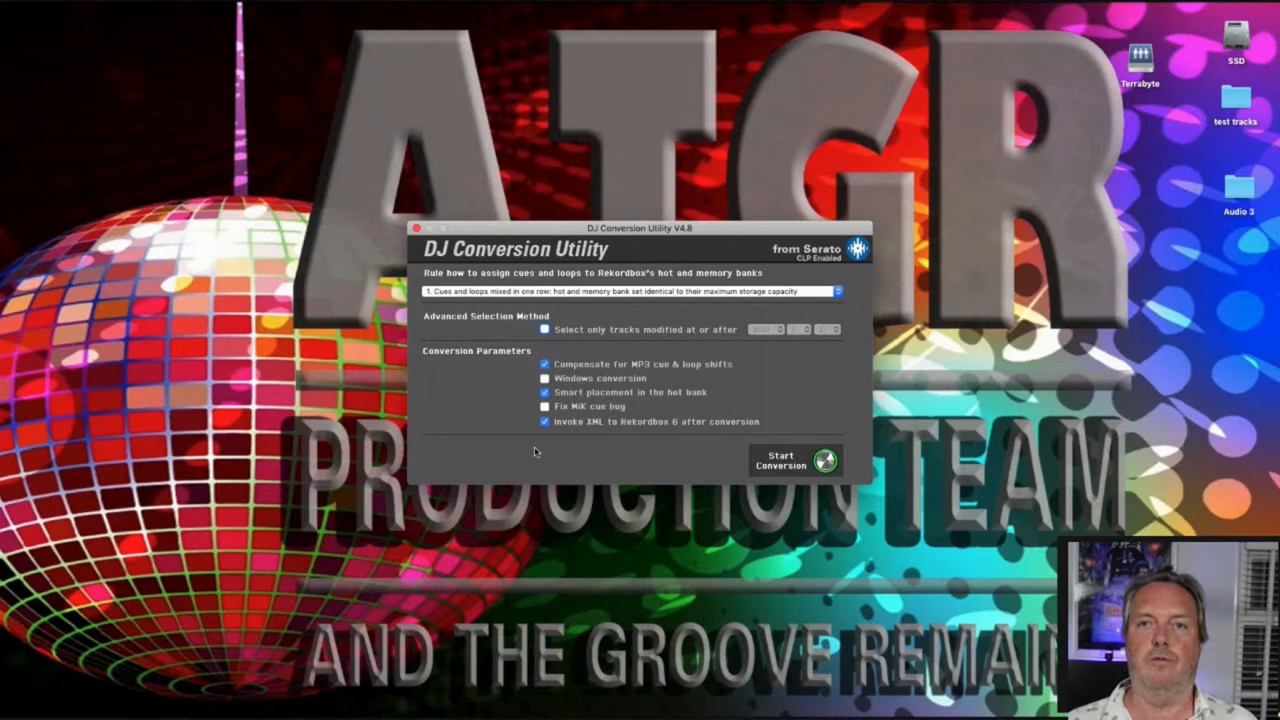 ATGR
PRODUCTION TEAM
AND THE GROOVE REMAIN
SSD
Terrabyte
test tracks
Audio 3
DJ Conversion Utility V4.8
DJ Conversion Utility
from Serato
CLP Enabled
Rule how to assign cues and loops to Rekordbox's hot and memory banks
1. Cues and loops mixed in one row: hot and memory bank set identical to their maximum storage capacity
Advanced Selection Method
Select only tracks modified at or after
Conversion Parameters
Compensate for MP3 cue & loop shifts
Windows conversion
Smart placement in the hot bank
Fix MiK cue bug
Invoke XML to Rekordbox 6 after conversion
Start
Conversion